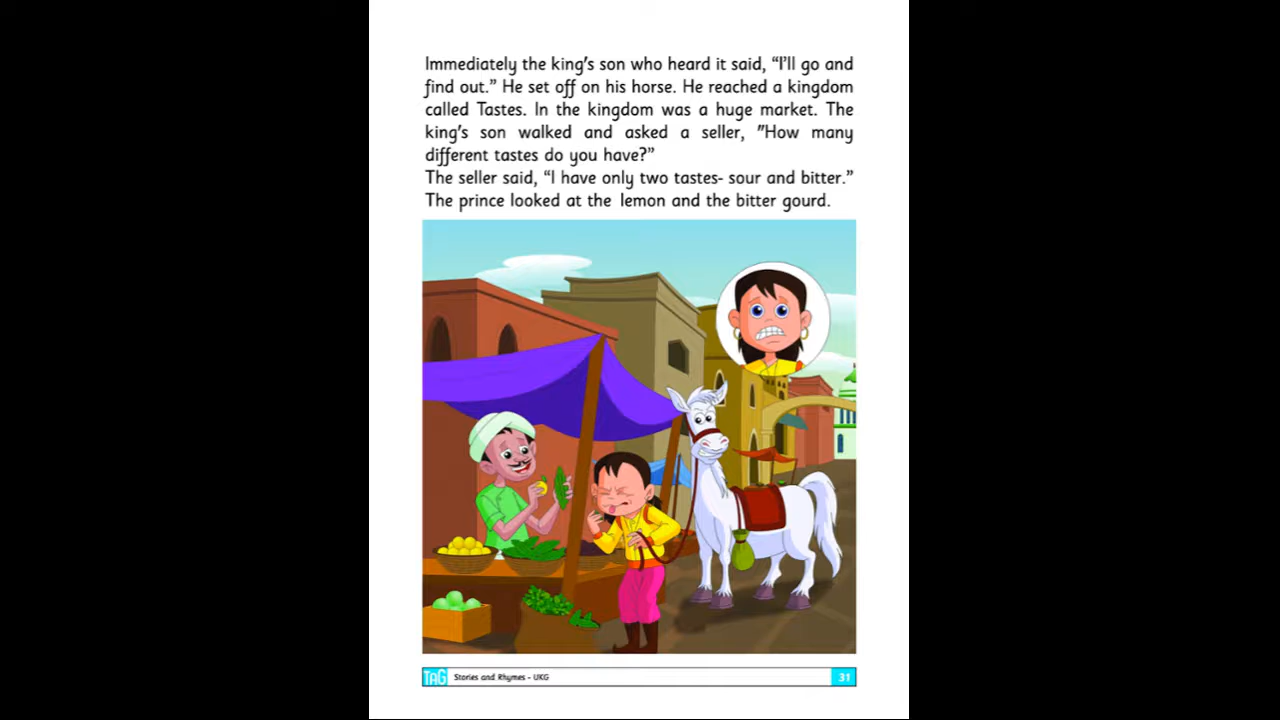 Immediately the king's son who heard it said, “I'll go and
find out.” He set off on his horse. He reached a kingdom
called Tastes. In the kingdom was a huge market. The
king's son walked and asked a seller, "How many
different tastes do you have?”
The seller said, “I have only two tastes- sour and bitter.”
The prince looked at the lemon and the bitter gourd.
TAG Stories and Rhymes - UKG 31